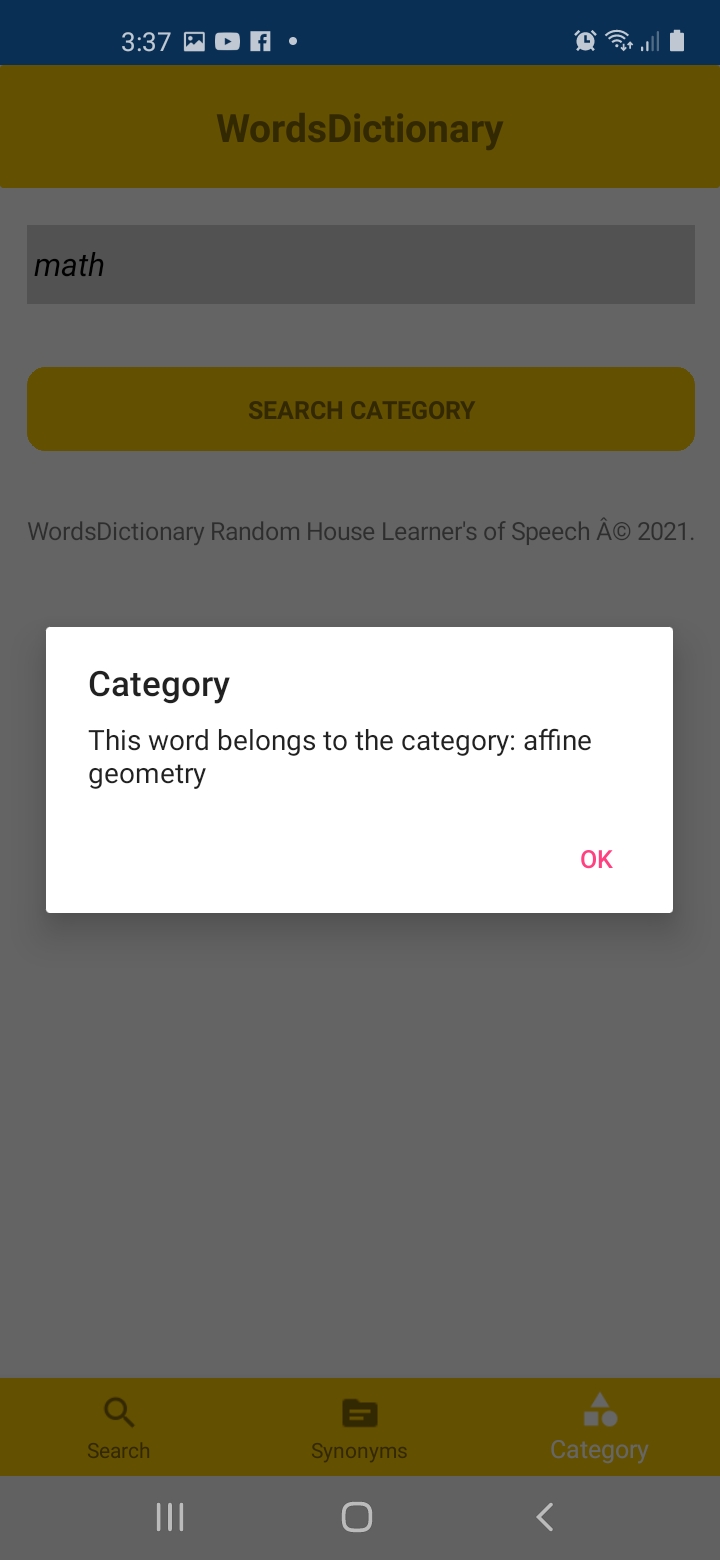 3:37
WordsDictionary
math
SEARCH CATEGORY
WordsDictionary Random House Learner's of Speech Â© 2021.
Category
This word belongs to the category: affine
geometry
OK
Search Synonyms Category